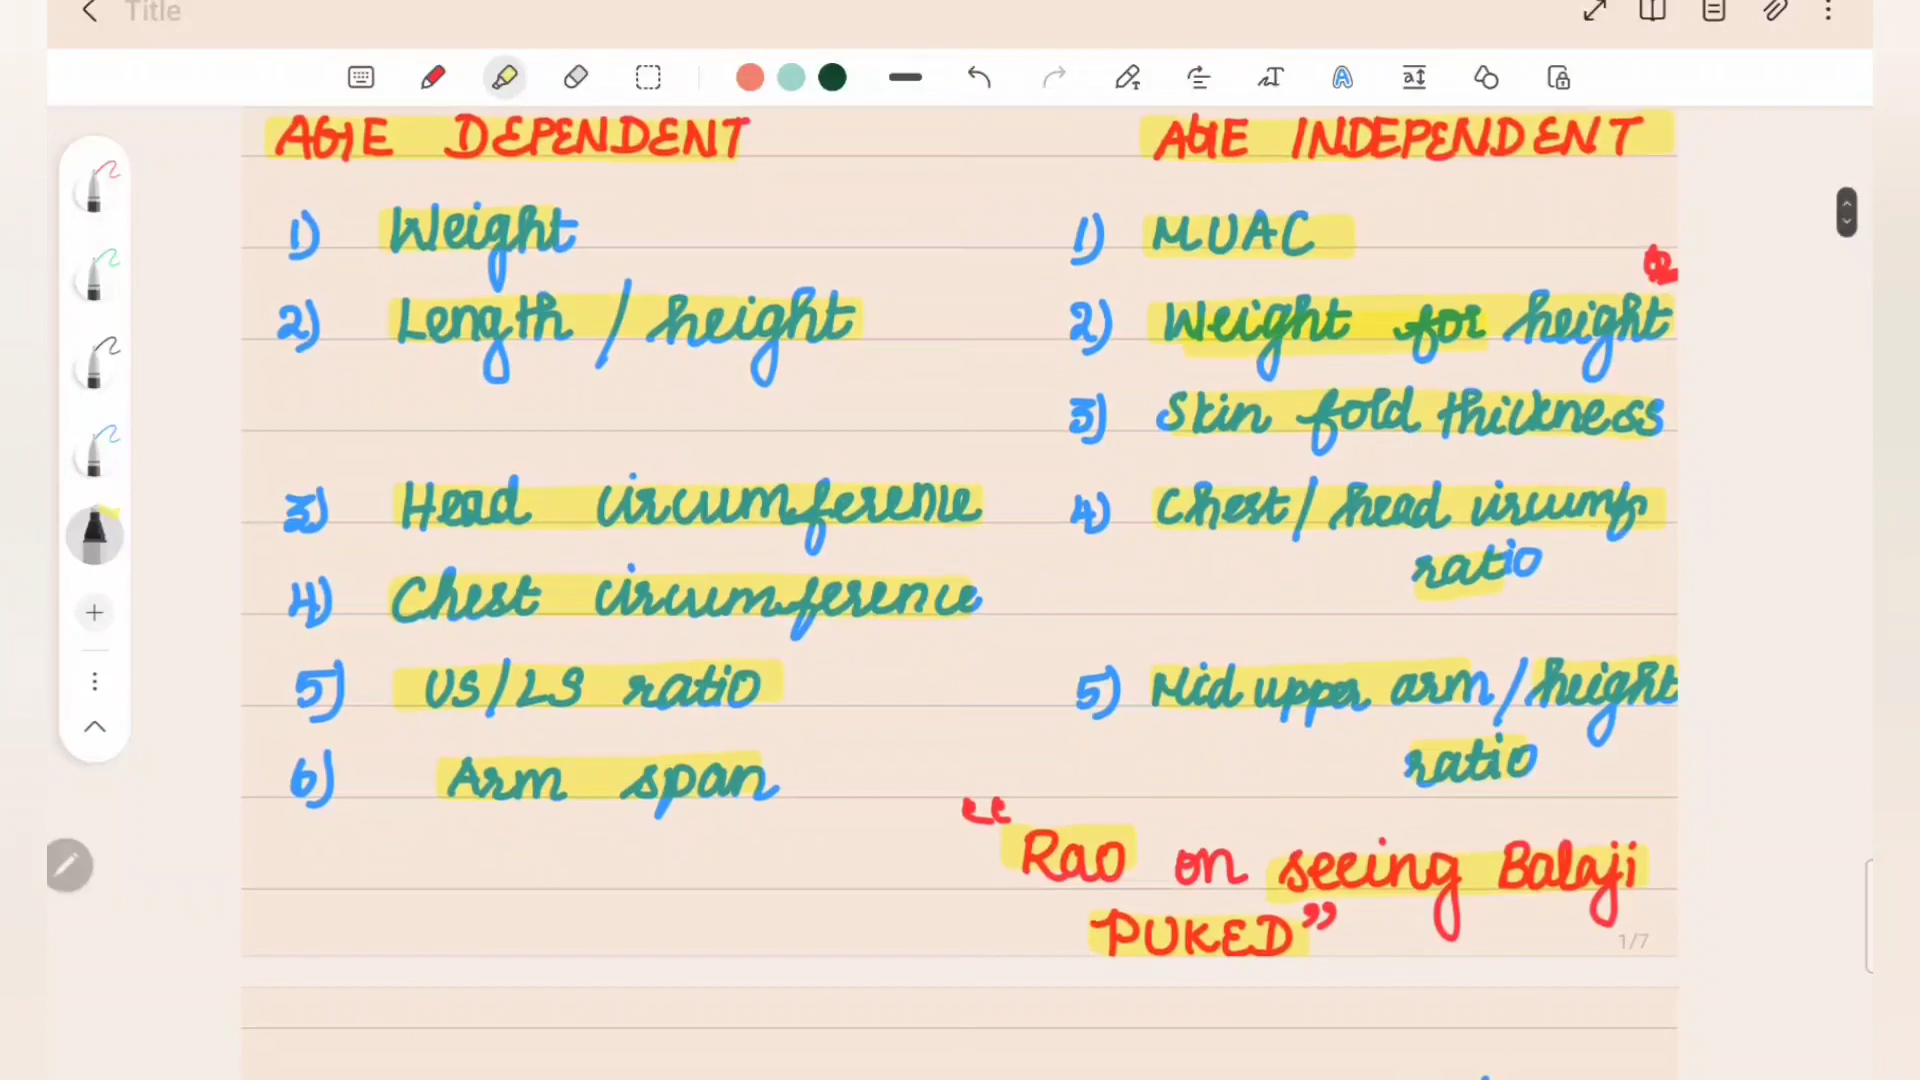 Title
AGE DEPENDENT
1) Weight
2) Length / height
3) Head circumference
4) Chest circumference
5) US/LS ratio
6) Arm span
AGE INDEPENDENT
1) MUAC
2) Weight for height
3) Skin fold thickness
4) Chest/head circumf
ratio
5) Mid upper arm/height
ratio
"Rao on seeing Balaji
PUKED"
1/7